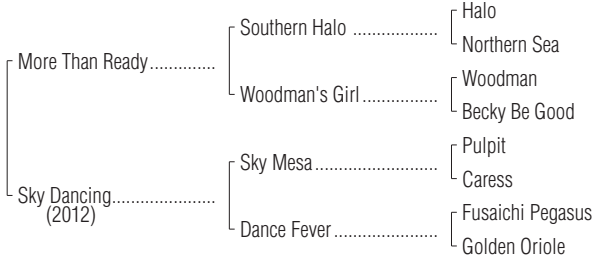 Halo
Southern Halo ..................
Northern Sea
More Than Ready..............
Woodman
Woodman's Girl ................
Becky Be Good
Pulpit
Sky Mesa.........................
Caress
Sky Dancing......................
(2012)
Fusaichi Pegasus
Dance Fever .....................
Golden Oriole